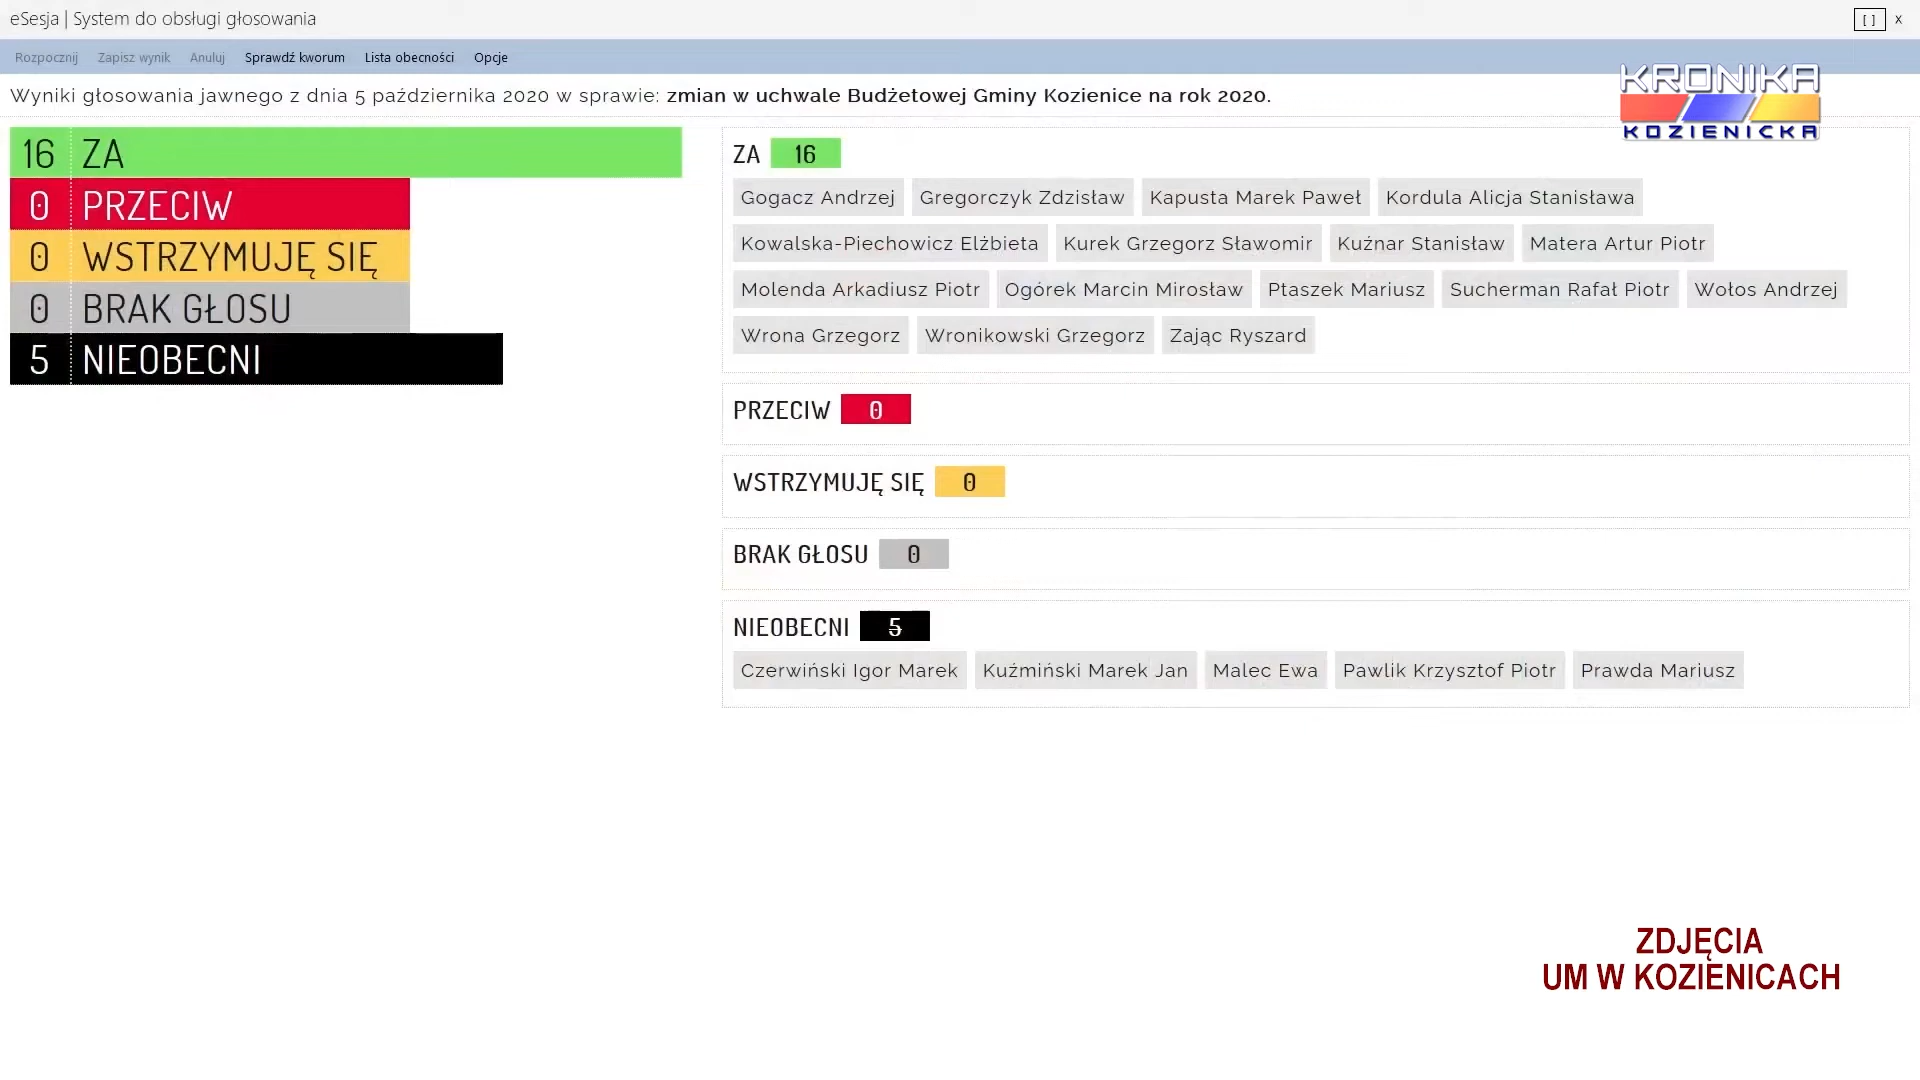 eSesja | System do obsługi głosowania
[ ] x
Rozpocznij Zapisz wynik Anuluj Sprawdź kworum Lista obecności Opcje
Wyniki głosowania jawnego z dnia 5 października 2020 w sprawie: zmian w uchwale Budżetowej Gminy Kozienice na rok 2020.
KRONIKA
KOZIENICKA
16 ZA
0 PRZECIW
0 WSTRZYMUJĘ SIĘ
0 BRAK GŁOSU
5 NIEOBECNI
ZA 16
Gogacz Andrzej Gregorczyk Zdzisław Kapusta Marek Paweł Kordula Alicja Stanisława
Kowalska-Piechowicz Elżbieta Kurek Grzegorz Sławomir Kuźnar Stanisław Matera Artur Piotr
Molenda Arkadiusz Piotr Ogórek Marcin Mirosław Ptaszek Mariusz Sucherman Rafał Piotr Wołos Andrzej
Wrona Grzegorz Wronikowski Grzegorz Zając Ryszard
PRZECIW 0
WSTRZYMUJĘ SIĘ 0
BRAK GŁOSU 0
NIEOBECNI 5
Czerwiński Igor Marek Kuźmiński Marek Jan Malec Ewa Pawlik Krzysztof Piotr Prawda Mariusz
ZDJĘCIA
UM W KOZIENICACH